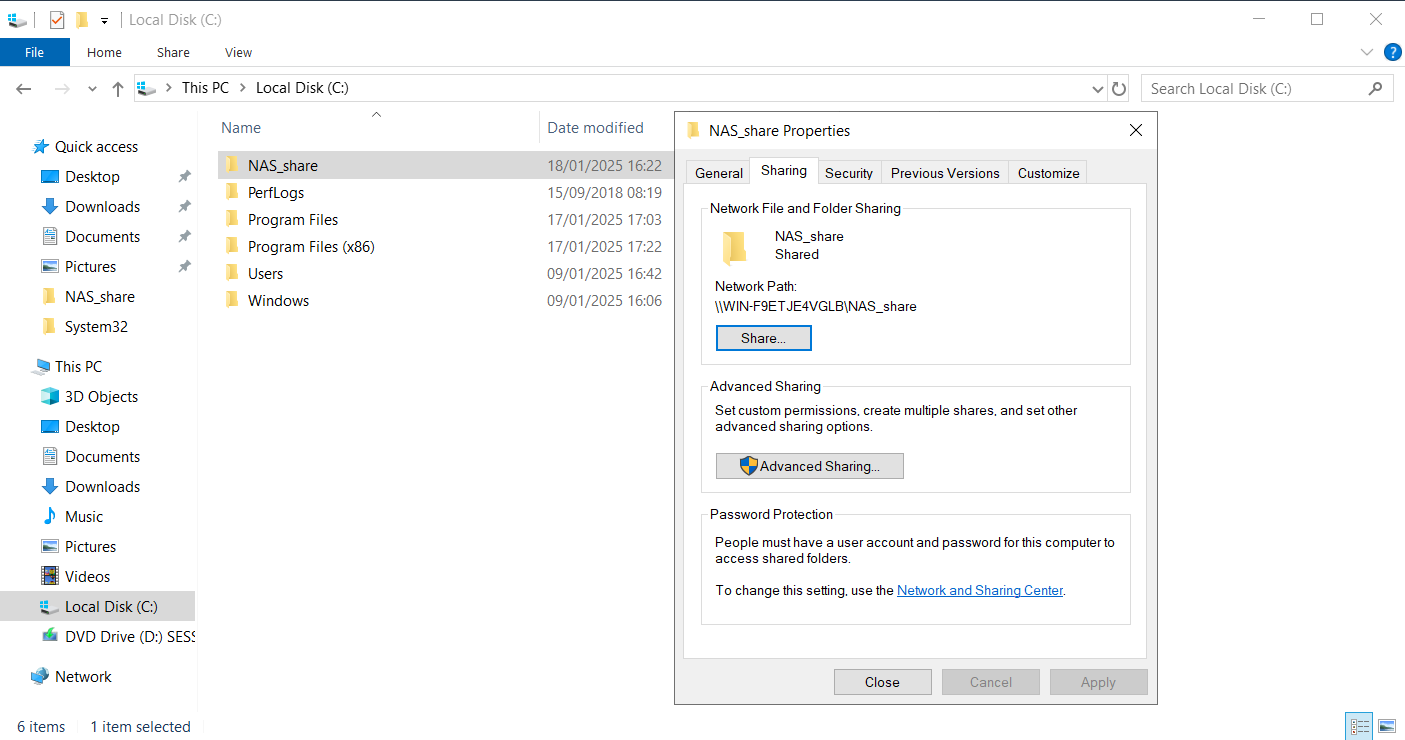 Local Disk (C:)
File Home Share View
This PC Local Disk (C:)
Search Local Disk (C:)
Quick access
Desktop
Downloads
Documents
Pictures
NAS_share
System32
This PC
3D Objects
Desktop
Documents
Downloads
Music
Pictures
Videos
Local Disk (C:)
DVD Drive (D:) SESS
Network
Name Date modified
NAS_share 18/01/2025 16:22
PerfLogs 15/09/2018 08:19
Program Files 17/01/2025 17:03
Program Files (x86) 17/01/2025 17:22
Users 09/01/2025 16:42
Windows 09/01/2025 16:06
NAS_share Properties
General Sharing Security Previous Versions Customize
Network File and Folder Sharing
NAS_share
Shared
Network Path:
\\WIN-F9ETJE4VGLB\NAS_share
Share...
Advanced Sharing
Set custom permissions, create multiple shares, and set other
advanced sharing options.
Advanced Sharing...
Password Protection
People must have a user account and password for this computer to
access shared folders.
To change this setting, use the Network and Sharing Center.
Close Cancel Apply
6 items 1 item selected